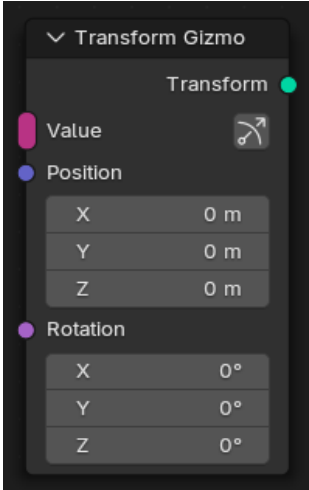 Transform Gizmo
Transform
Value
Position
X 0 m
Y 0 m
Z 0 m
Rotation
X 0°
Y 0°
Z 0°